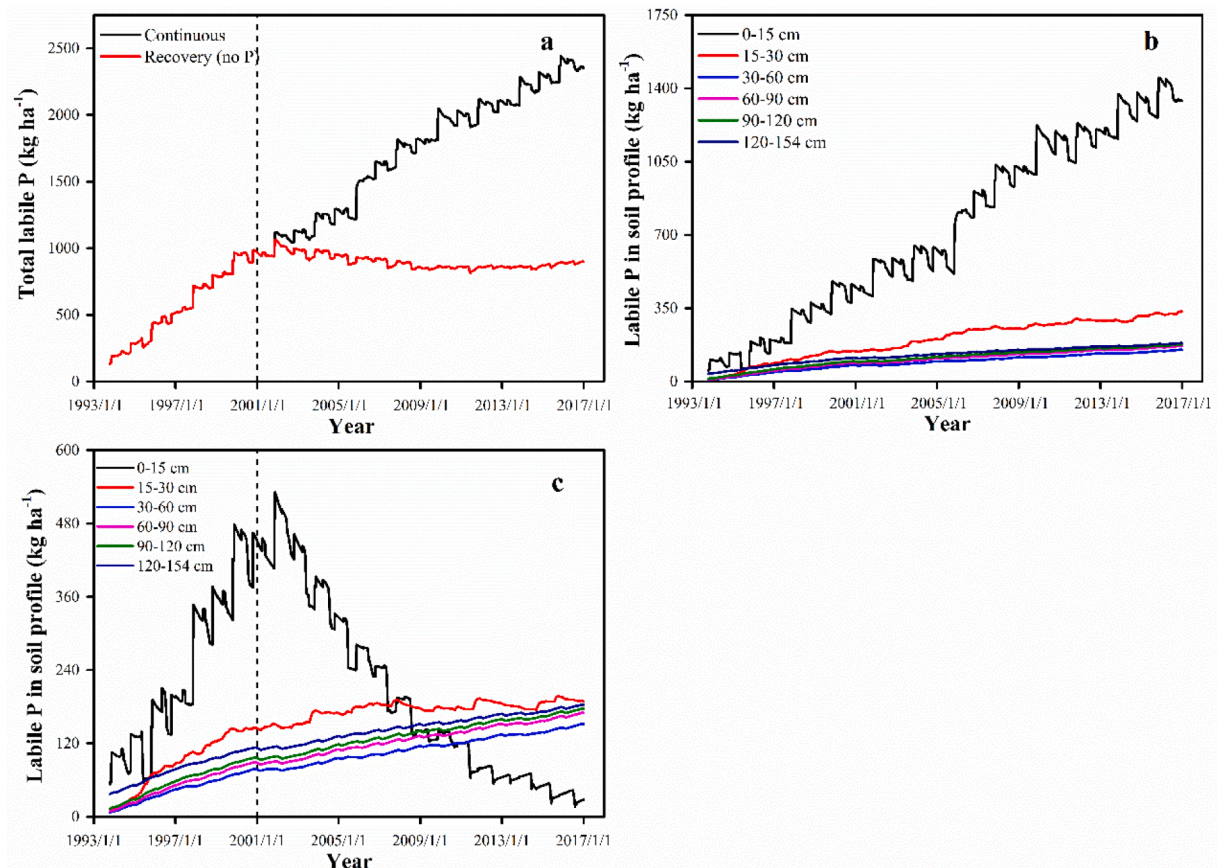 a
Continuous
Recovery (no P)
Total labile P (kg ha-1)
2500
2000
1500
1000
500
0
1993/1/1 1997/1/1 2001/1/1 2005/1/1 2009/1/1 2013/1/1 2017/1/1
Year
b
0-15 cm
15-30 cm
30-60 cm
60-90 cm
90-120 cm
120-154 cm
Labile P in soil profile (kg ha-1)
1750
1400
1050
700
350
0
1993/1/1 1997/1/1 2001/1/1 2005/1/1 2009/1/1 2013/1/1 2017/1/1
Year
c
0-15 cm
15-30 cm
30-60 cm
60-90 cm
90-120 cm
120-154 cm
Labile P in soil profile (kg ha-1)
600
480
360
240
120
0
1993/1/1 1997/1/1 2001/1/1 2005/1/1 2009/1/1 2013/1/1 2017/1/1
Year